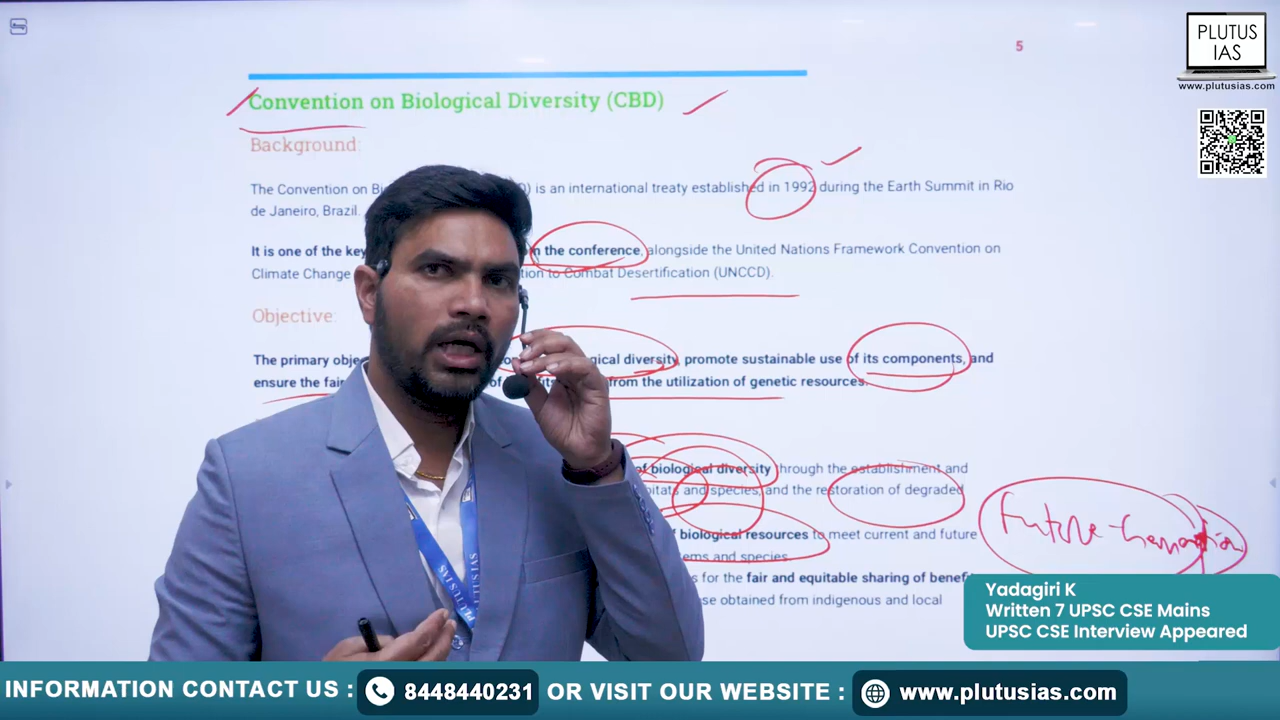 PLUTUS
IAS
www.plutusias.com
5
Convention on Biological Diversity (CBD)
Background:
The Convention on Bi D) is an international treaty established in 1992 during the Earth Summit in Rio
de Janeiro, Brazil.
It is one of the key the conference, alongside the United Nations Framework Convention on
Climate Change tion to Combat Desertification (UNCCD).
Objective:
The primary obje gical diversity, promote sustainable use of its components, and
ensure the fair of from the utilization of genetic resources.
of biological diversity through the establishment and
and species, and the restoration of degraded
of biological resources to meet current and future
ems and species.
s for the fair and equitable sharing of benef
se obtained from indigenous and local
Future
PLUTUS IAS
Yadagiri K
Written 7 UPSC CSE Mains
UPSC CSE Interview Appeared
INFORMATION CONTACT US : 8448440231 OR VISIT OUR WEBSITE : www.plutusias.com